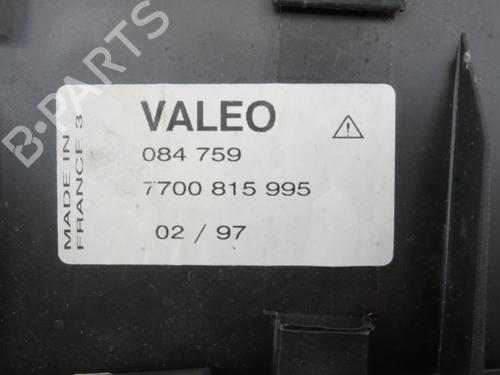 VALEO
084 759
7700 815 995
02 / 97
MADE IN
FRANCE 3
B-PARTS